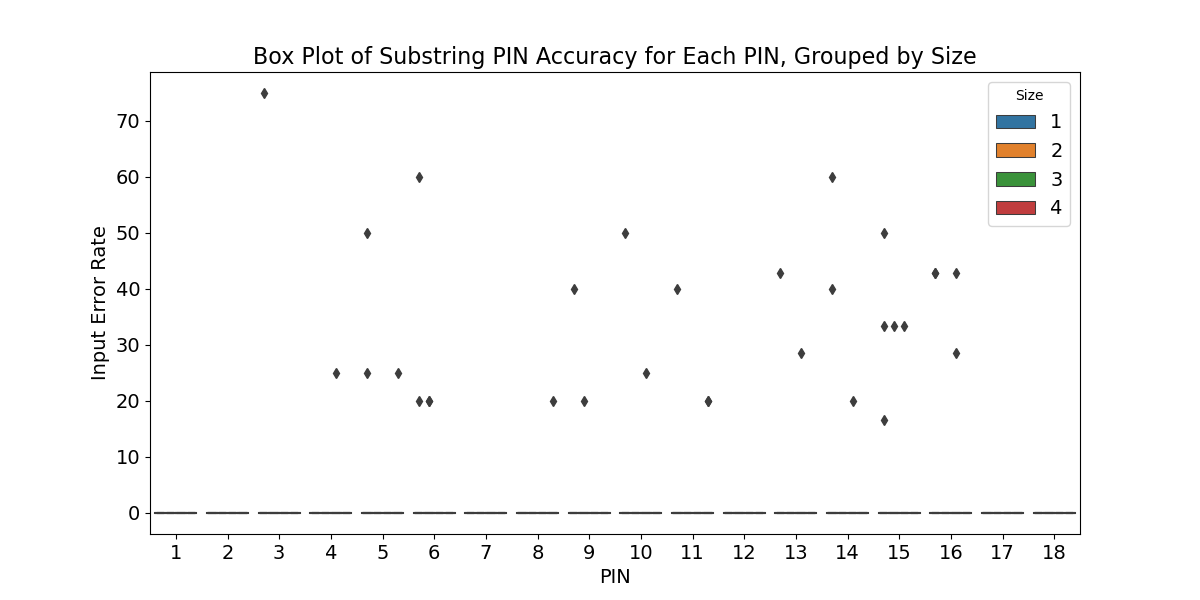 Box Plot of Substring PIN Accuracy for Each PIN, Grouped by Size
Size
1
2
3
4
Input Error Rate
70
60
50
40
30
20
10
0
1 2 3 4 5 6 7 8 9 10 11 12 13 14 15 16 17 18
PIN